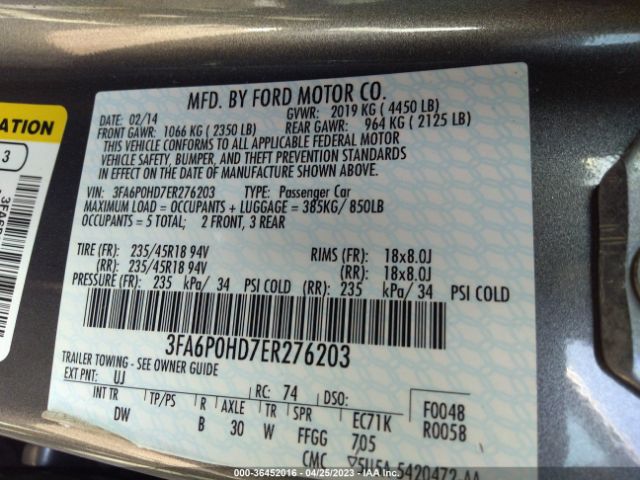 MFD. BY FORD MOTOR CO.
DATE: 02/14 GVWR: 2019 KG ( 4450 LB)
FRONT GAWR: 1066 KG ( 2350 LB) REAR GAWR: 964 KG ( 2125 LB)
THIS VEHICLE CONFORMS TO ALL APPLICABLE FEDERAL MOTOR
VEHICLE SAFETY, BUMPER, AND THEFT PREVENTION STANDARDS
IN EFFECT ON THE DATE OF MANUFACTURE SHOWN ABOVE
VIN: 3FA6P0HD7ER276203 TYPE: Passenger Car
MAXIMUM LOAD = OCCUPANTS + LUGGAGE = 385KG/ 850LB
OCCUPANTS = 5 TOTAL; 2 FRONT, 3 REAR
TIRE (FR): 235/45R18 94V RIMS (FR): 18x8.0J
(RR): 235/45R18 94V (RR): 18x8.0J
PRESSURE (FR): 235 kPa/ 34 PSI COLD (RR): 235 kPa/ 34 PSI COLD
3FA6P0HD7ER276203
TRAILER TOWING - SEE OWNER GUIDE
EXT PNT: UJ RC: 74 DSO: F0048
INT TR TP/PS R AXLE TR SPR EC71K R0058
DW B 30 W FFGG 705
CMC 5420472
ATION
3
000 - 36452016 - 04/25/2023 - WWW.IAAI.COM